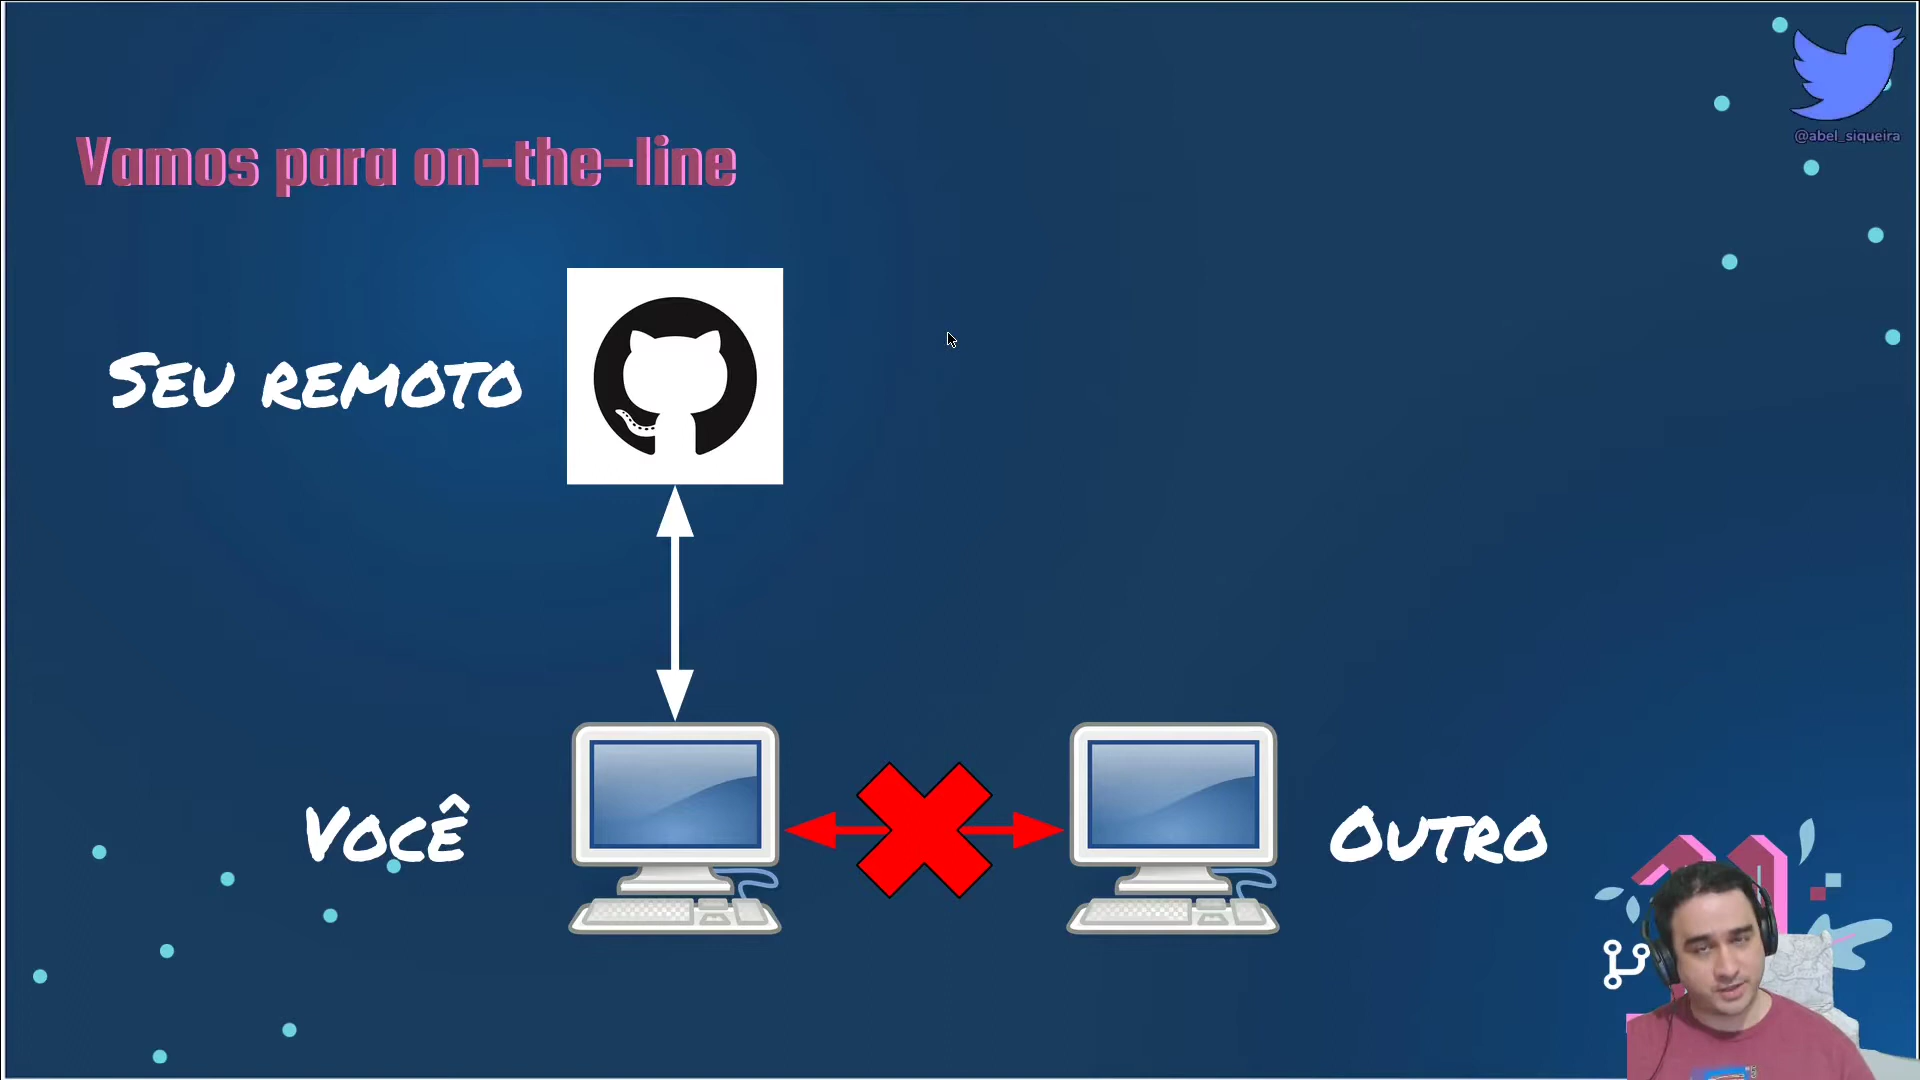 @abel_siqueira
Vamos para on-the-line
Seu remoto
Você
Outro